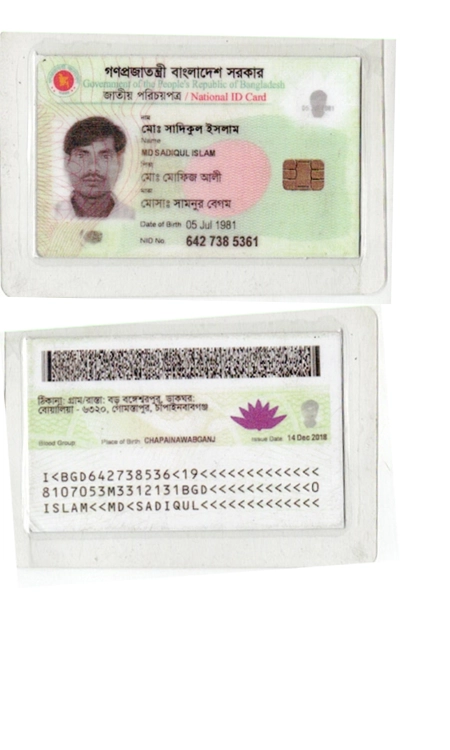 গণপ্রজাতন্ত্রী বাংলাদেশ সরকার
Government of the People's Republic of Bangladesh
জাতীয় পরিচয়পত্র / National ID Card
নাম
মোঃ সাদিকুল ইসলাম
Name
MD SADIQUL ISLAM
পিতা
মোঃ মোফিজ আলী
মাতা
মোসাঃ সামনুর বেগম
Date of Birth 05 Jul 1981
NID No. 642 738 5361
ঠিকানা: গ্রাম/রাস্তা: বড় বঙ্গেশ্বরপুর, ডাকঘর:
বোয়ালিয়া - ৬৩২০, গোমস্তাপুর, চাঁপাইনবাবগঞ্জ
Blood Group Place of Birth CHAPAINAWABGANJ Issue Date 14 Dec 2018
I<BGD642738536<19<<<<<<<<<<<<<
8107053M3312131BGD<<<<<<<<<<<0
ISLAM<<MD<SADIQUL<<<<<<<<<<<<<